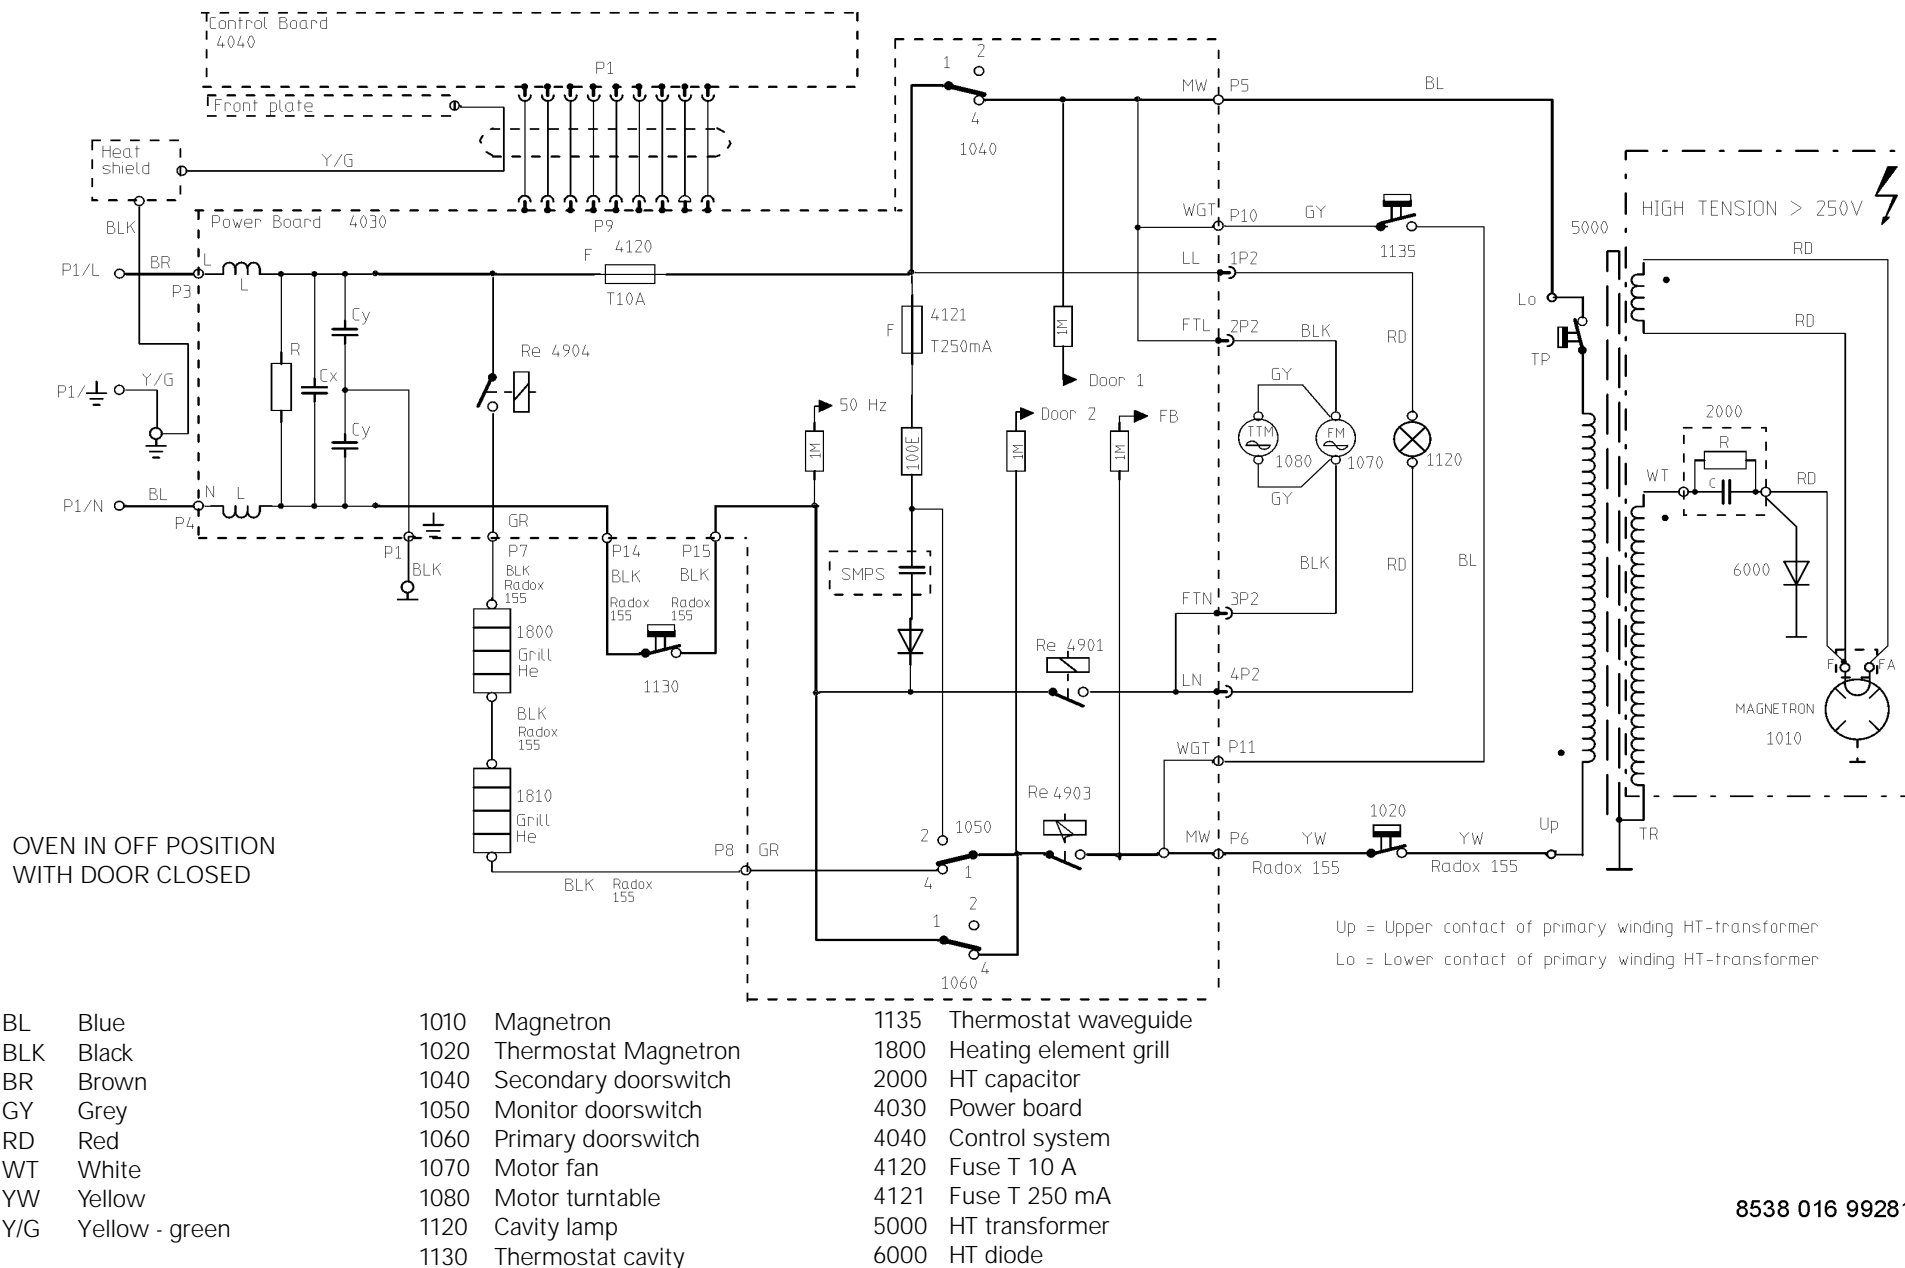 Control Board
4040
P1
Front plate
Heat
shield
Y/G
BLK
Power Board 4030
P9
1
2
4
1040
MW P5
BL
HIGH TENSION > 250V
WGT P10
GY
1135
5000
RD
P1/L
BR
L
P3
L
F
4120
T10A
LL 1P2
Lo
TP
RD
F
4121
T250mA
1M
Door 1
FTL 2P2
BLK
RD
Cy
R
Cx
Cy
Re 4904
P1/
Y/G
GY
50 Hz
1M
100E
Door 2
1M
FB
1M
TTM
1080
FM
1070
1120
GY
2000
R
C
WT
RD
P1/N
BL
N
L
P4
GR
P1
BLK
P7
BLK
Radox
155
P14
BLK
Radox
155
P15
BLK
Radox
155
SMPS
BLK
RD
BL
6000
FTN 3P2
1800
Grill
He
1130
Re 4901
LN 4P2
F
FA
MAGNETRON
1010
BLK
Radox
155
WGT P11
1810
Grill
He
Re 4903
2
1050
4
1
MW P6
YW
Radox 155
1020
YW
Radox 155
Up
TR
P8 GR
BLK Radox
155
OVEN IN OFF POSITION
WITH DOOR CLOSED
1
2
4
1060
Up = Upper contact of primary winding HT-transformer
Lo = Lower contact of primary winding HT-transformer
BL Blue
BLK Black
BR Brown
GY Grey
RD Red
WT White
YW Yellow
Y/G Yellow - green
1010 Magnetron
1020 Thermostat Magnetron
1040 Secondary doorswitch
1050 Monitor doorswitch
1060 Primary doorswitch
1070 Motor fan
1080 Motor turntable
1120 Cavity lamp
1130 Thermostat cavity
1135 Thermostat waveguide
1800 Heating element grill
2000 HT capacitor
4030 Power board
4040 Control system
4120 Fuse T 10 A
4121 Fuse T 250 mA
5000 HT transformer
6000 HT diode
8538 016 99281